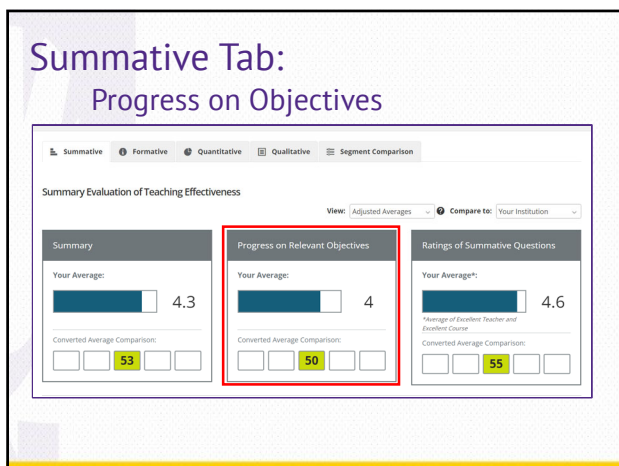 Summative Tab:
Progress on Objectives
Summative Formative Quantitative Qualitative Segment Comparison
Summary Evaluation of Teaching Effectiveness
View: Adjusted Averages ? Compare to: Your Institution
Summary
Your Average:
4.3
Converted Average Comparison:
53
Progress on Relevant Objectives
Your Average:
4
Converted Average Comparison:
50
Ratings of Summative Questions
Your Average*:
4.6
*Average of Excellent Teacher and
Excellent Course
Converted Average Comparison:
55